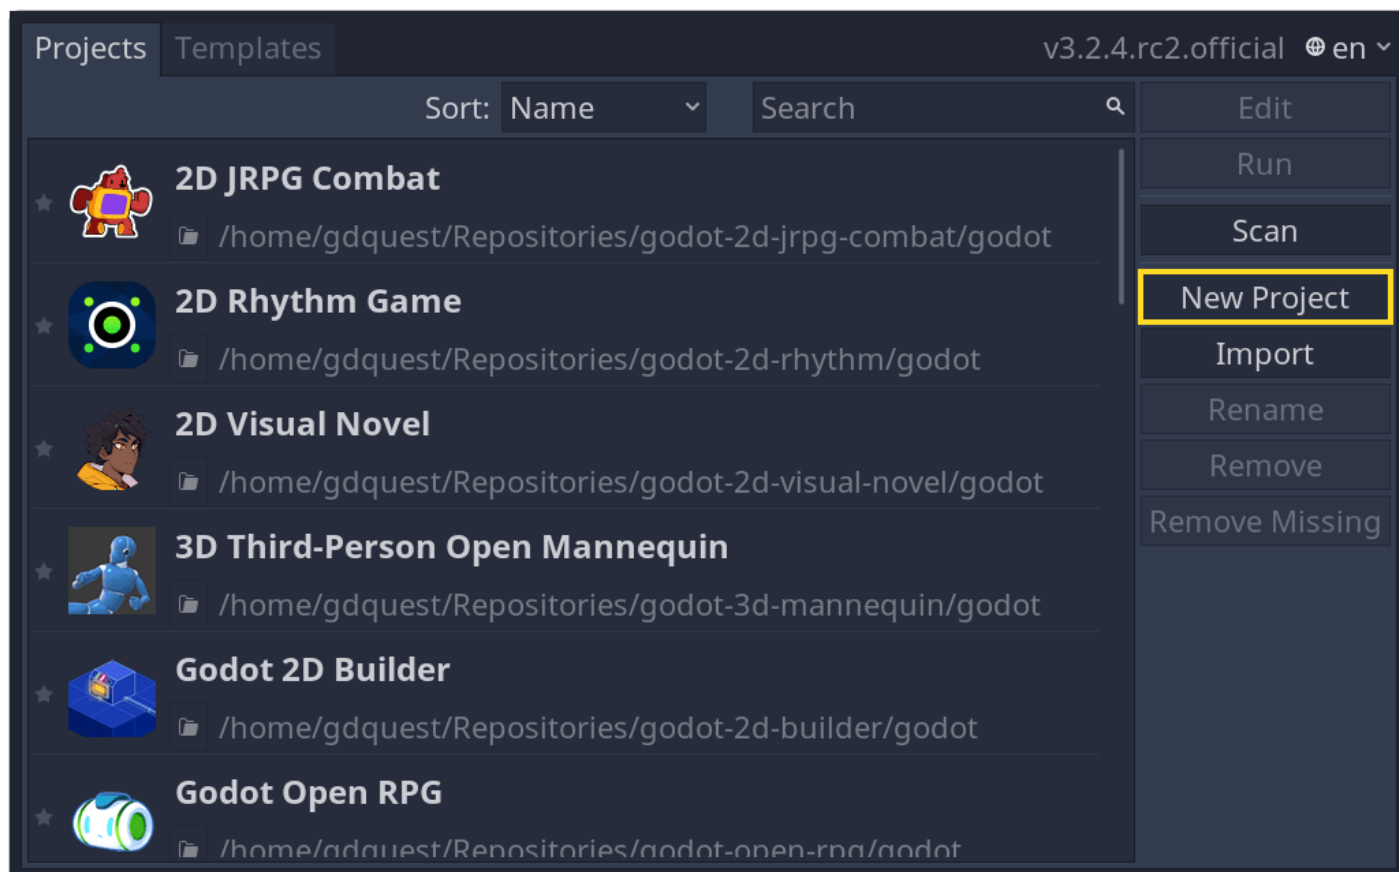 Projects Templates v3.2.4.rc2.official en
Sort: Name Search Edit
Run
Scan
New Project
Import
Rename
Remove
Remove Missing
2D JRPG Combat
/home/gdquest/Repositories/godot-2d-jrpg-combat/godot
2D Rhythm Game
/home/gdquest/Repositories/godot-2d-rhythm/godot
2D Visual Novel
/home/gdquest/Repositories/godot-2d-visual-novel/godot
3D Third-Person Open Mannequin
/home/gdquest/Repositories/godot-3d-mannequin/godot
Godot 2D Builder
/home/gdquest/Repositories/godot-2d-builder/godot
Godot Open RPG
/home/gdquest/Repositories/godot-open-rpg/godot